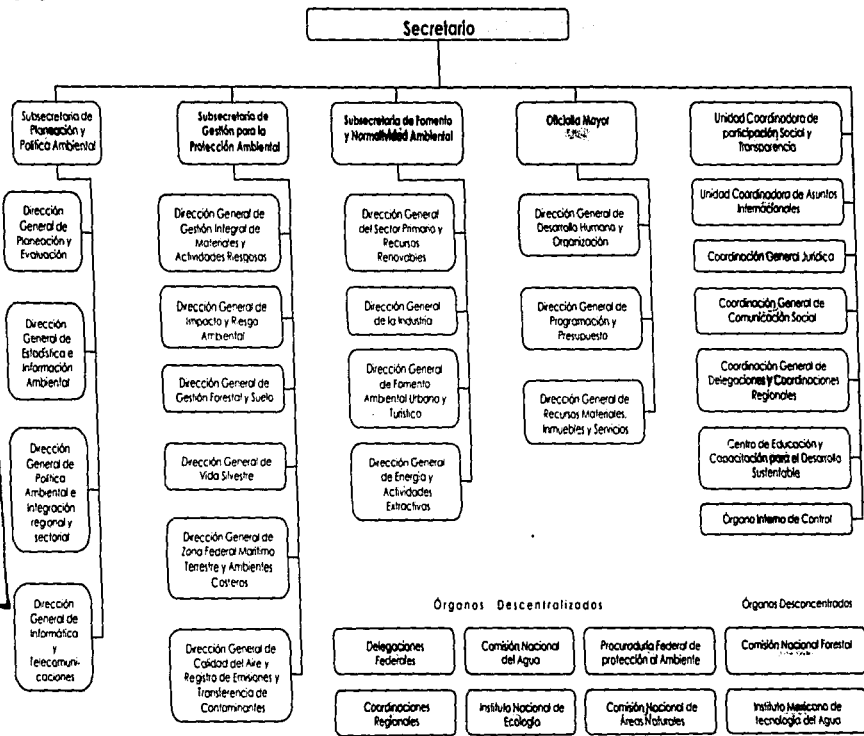 Secretario
Subsecretaria de
Planeación y
Política Ambiental
Subsecretaria de
Gestión para la
Protección Ambiental
Subsecretaria de Fomento
y Normatividad Ambiental
Oficialia Mayor
Unidad Coordinadora de
participación Social y
Transparencia
Dirección
General de
Planeación y
Evaluación
Dirección
General de
Estadística e
Información
Ambiental
Dirección
General de
Política
Ambiental e
integración
regional y
sectorial
Dirección
General de
Informática
y
Telecomuni-
caciones
Dirección General de
Gestión Integral de
Materiales y
Actividades Riesgosas
Dirección General de
Impacto y Riesgo
Ambiental
Dirección General de
Gestión Forestal y Suelo
Dirección General de
Vida Silvestre
Dirección General de
Zona Federal Marítimo
Terrestre y Ambientes
Costeros
Dirección General de
Calidad del Aire y
Registro de Emisiones y
Transferencia de
Contaminantes
Dirección General
del Sector Primario y
Recursos
Renovables
Dirección General
de la Industria
Dirección General
de Fomento
Ambiental Urbano y
Turístico
Dirección General
de Energía y
Actividades
Extractivas
Dirección General de
Desarrollo Humano y
Organización
Dirección General de
Programación y
Presupuesto
Dirección General de
Recursos Materiales,
Inmuebles y Servicios
Unidad Coordinadora de Asuntos
Internacionales
Coordinación General Jurídica
Coordinación General de
Comunicación Social
Coordinación General de
Delegaciones y Coordinaciones
Regionales
Centro de Educación y
Capacitación para el Desarrollo
Sustentable
Órgano Interno de Control
Órganos Descentralizados
Órganos Desconcentrados
Delegaciones
Federales
Comisión Nacional
del Agua
Procuraduría Federal de
protección al Ambiente
Comisión Nacional Forestal
Coordinaciones
Regionales
Instituto Nacional de
Ecología
Comisión Nacional de
Áreas Naturales
Instituto Mexicano de
tecnología del Agua